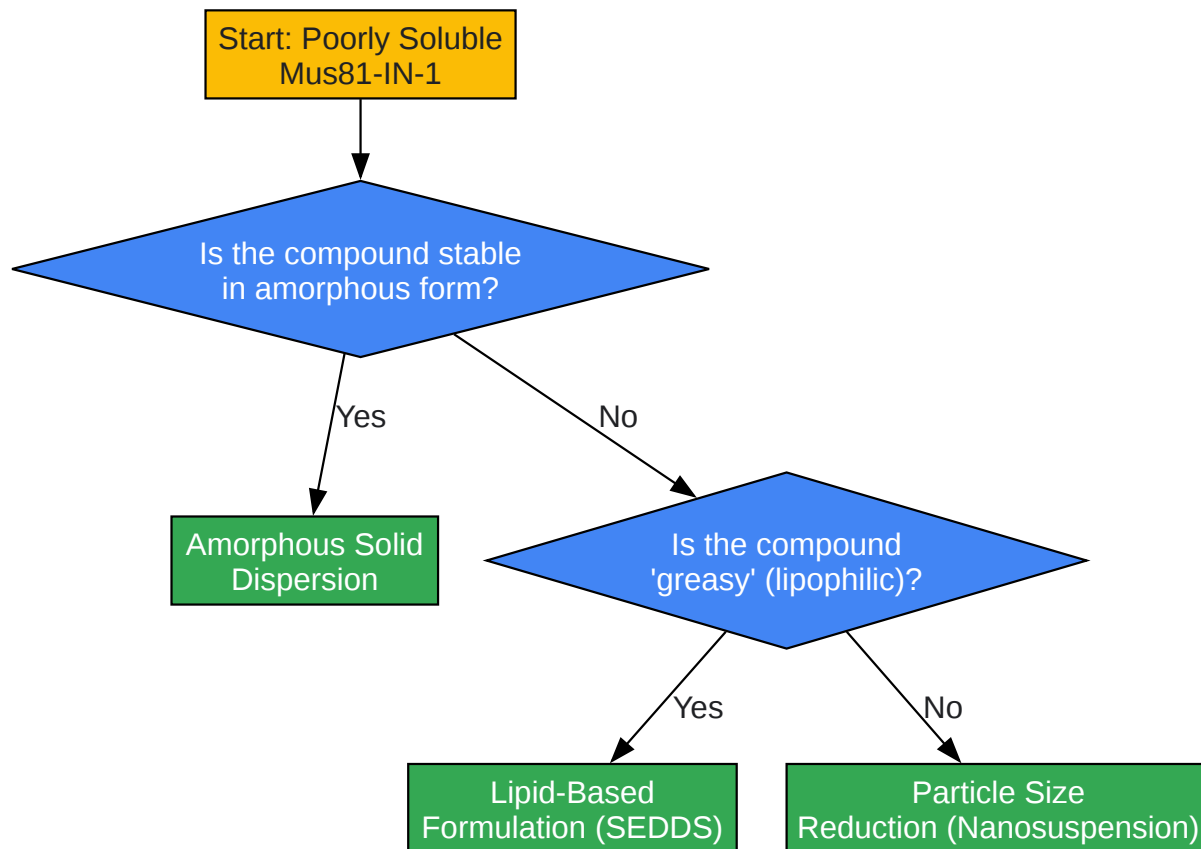 Start: Poorly Soluble
Mus81-IN-1
Is the compound stable
in amorphous form?
Yes
No
Amorphous Solid
Dispersion
Is the compound
'greasy' (lipophilic)?
Yes
No
Lipid-Based
Formulation (SEDDS)
Particle Size
Reduction (Nanosuspension)